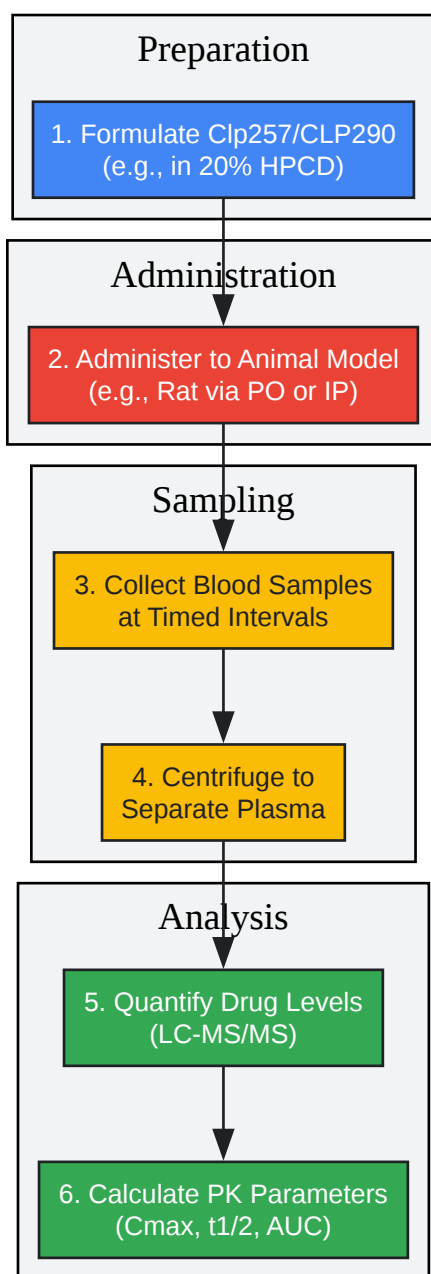 Preparation
1. Formulate Clp257/CLP290
(e.g., in 20% HPCD)
Administration
2. Administer to Animal Model
(e.g., Rat via PO or IP)
Sampling
3. Collect Blood Samples
at Timed Intervals
4. Centrifuge to
Separate Plasma
Analysis
5. Quantify Drug Levels
(LC-MS/MS)
6. Calculate PK Parameters
(Cmax, t1/2, AUC)